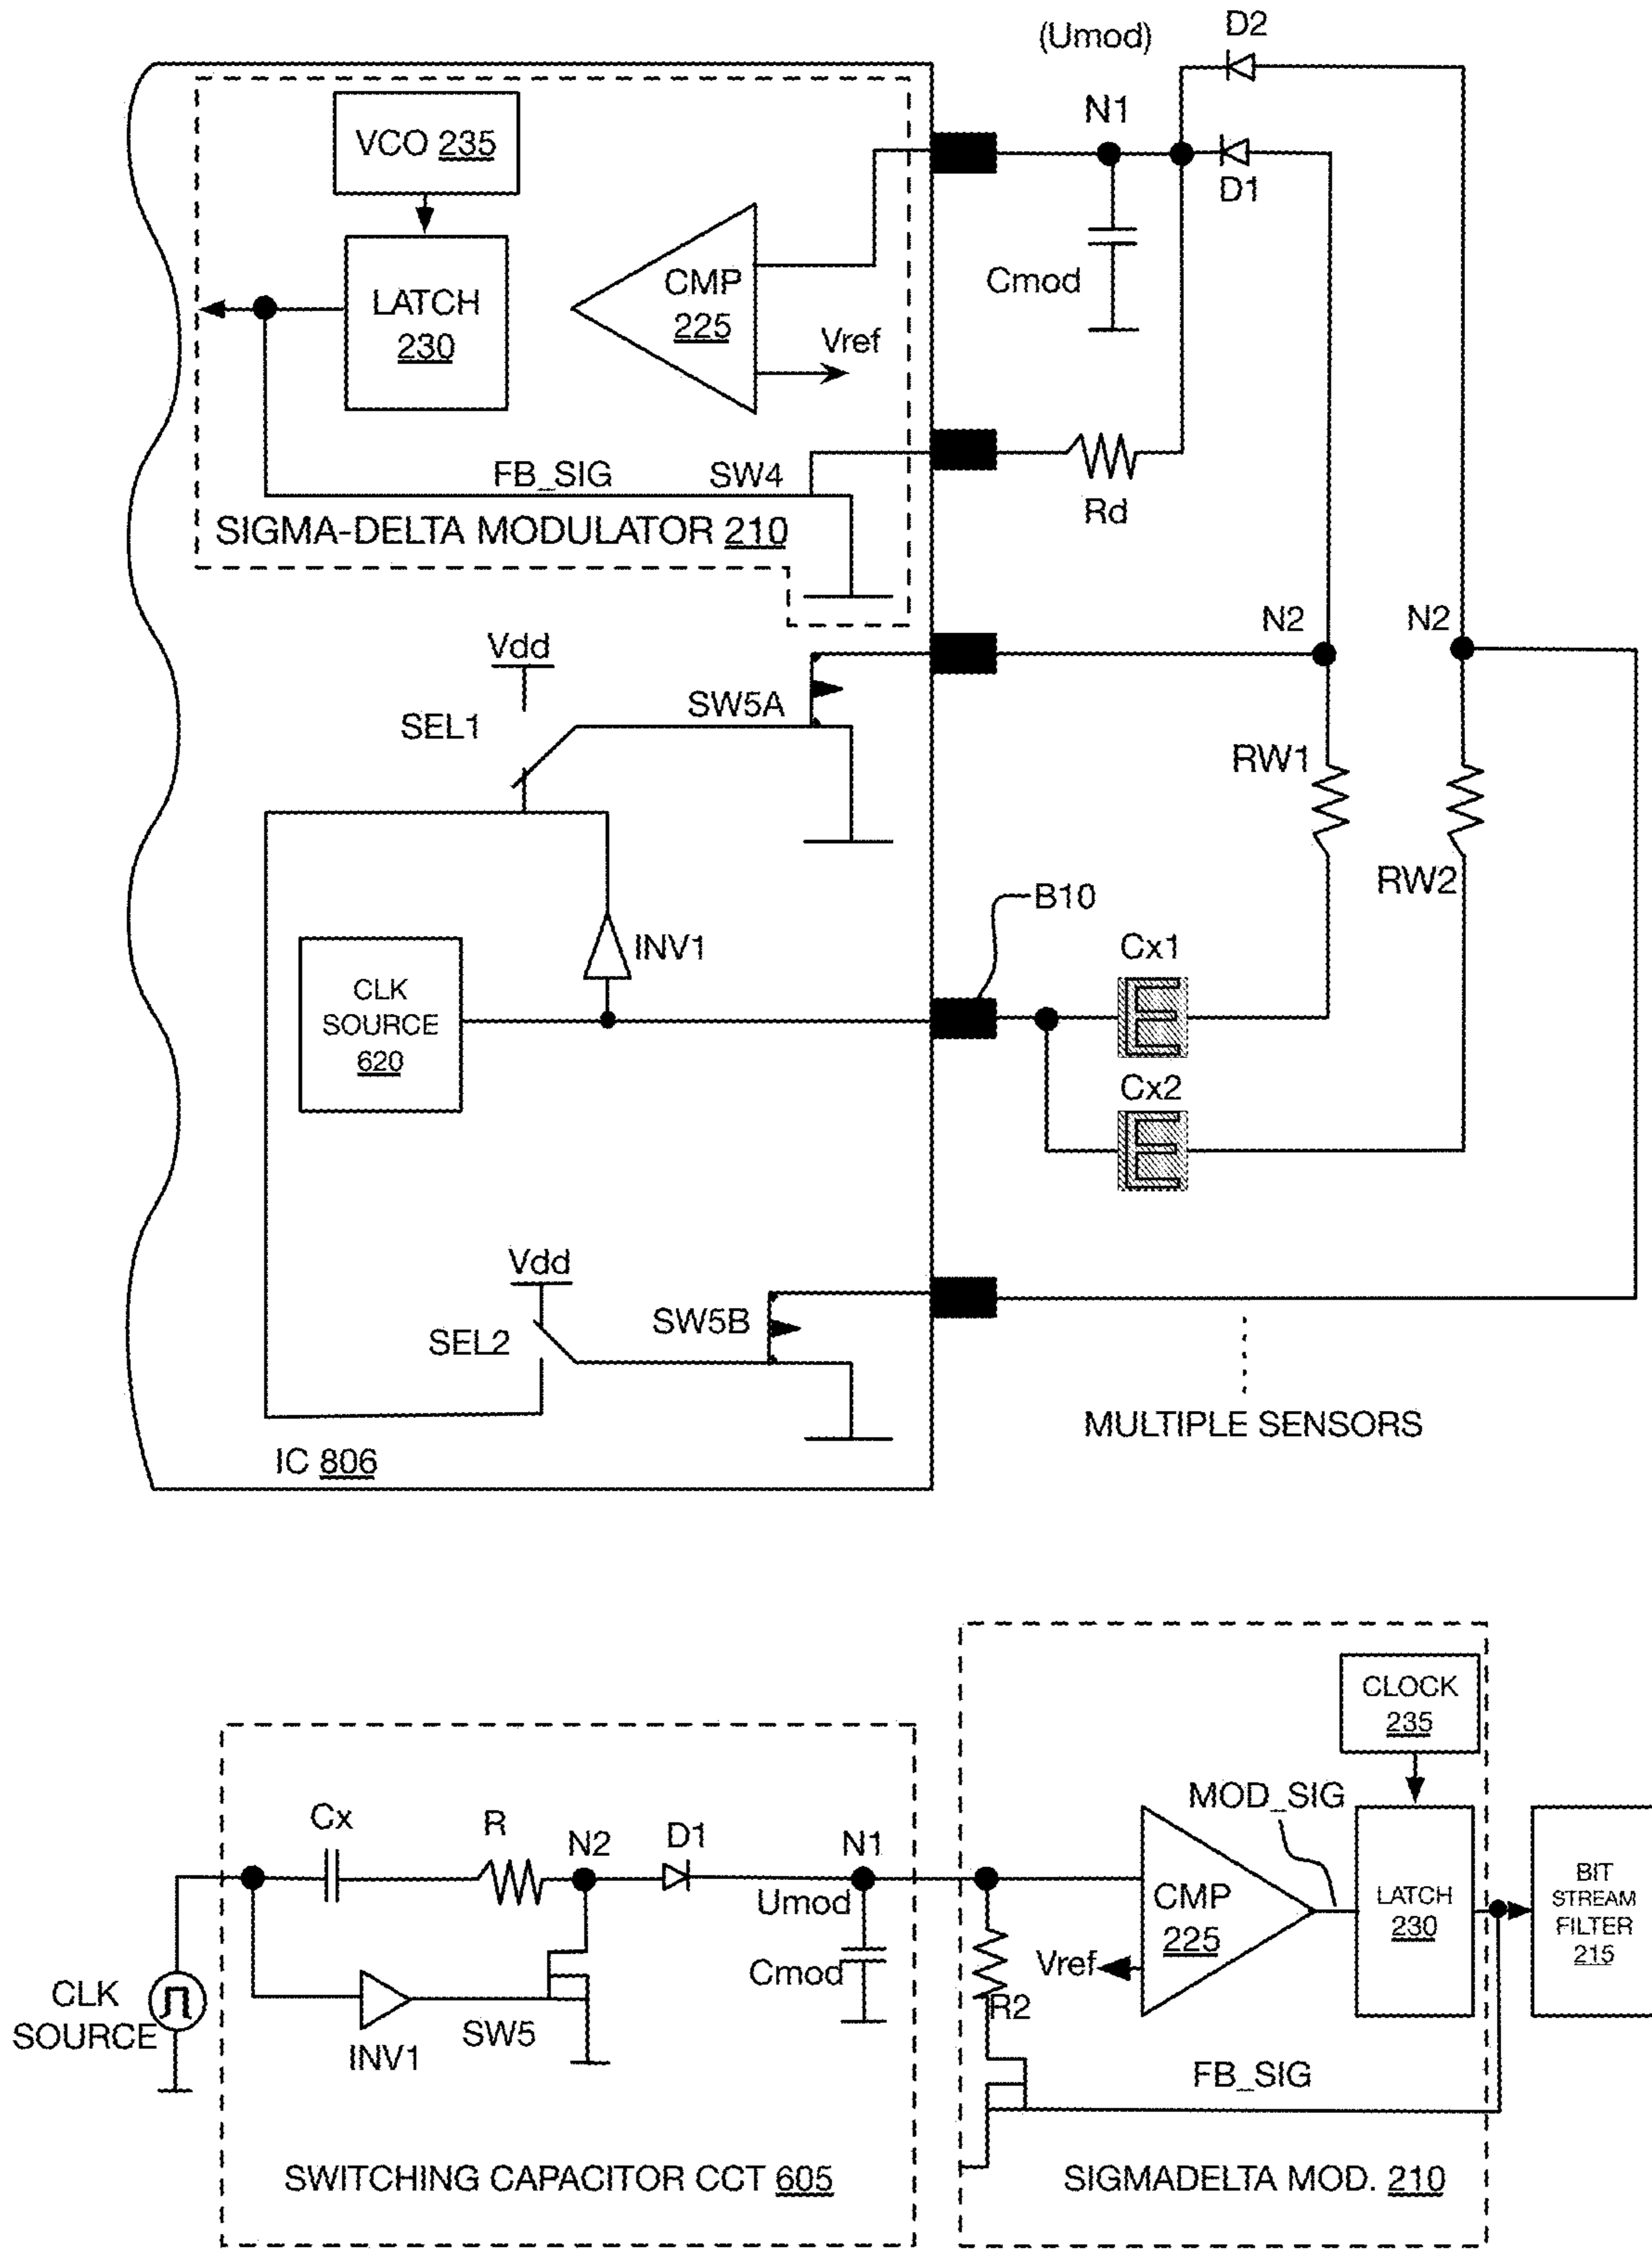 D2
(Umod)
N1
VCO 235
D1
CMP
225
LATCH
230
Cmod
Vref
FB_SIG
SW4
Rd
SIGMA-DELTA MODULATOR 210
N2
N2
Vdd
SW5A
SEL1
RW1
RW2
B10
INV1
Cx1
CLK
SOURCE
620
Cx2
Vdd
SW5B
SEL2
MULTIPLE SENSORS
IC 806
CLOCK
235
MOD_SIG
Cx
R
N2
D1
N1
Umod
CMP
225
LATCH
230
BIT
STREAM
FILTER
215
Vref
Cmod
CLK
SOURCE
R2
SW5
INV1
FB_SIG
SWITCHING CAPACITOR CCT 605
SIGMADELTA MOD. 210